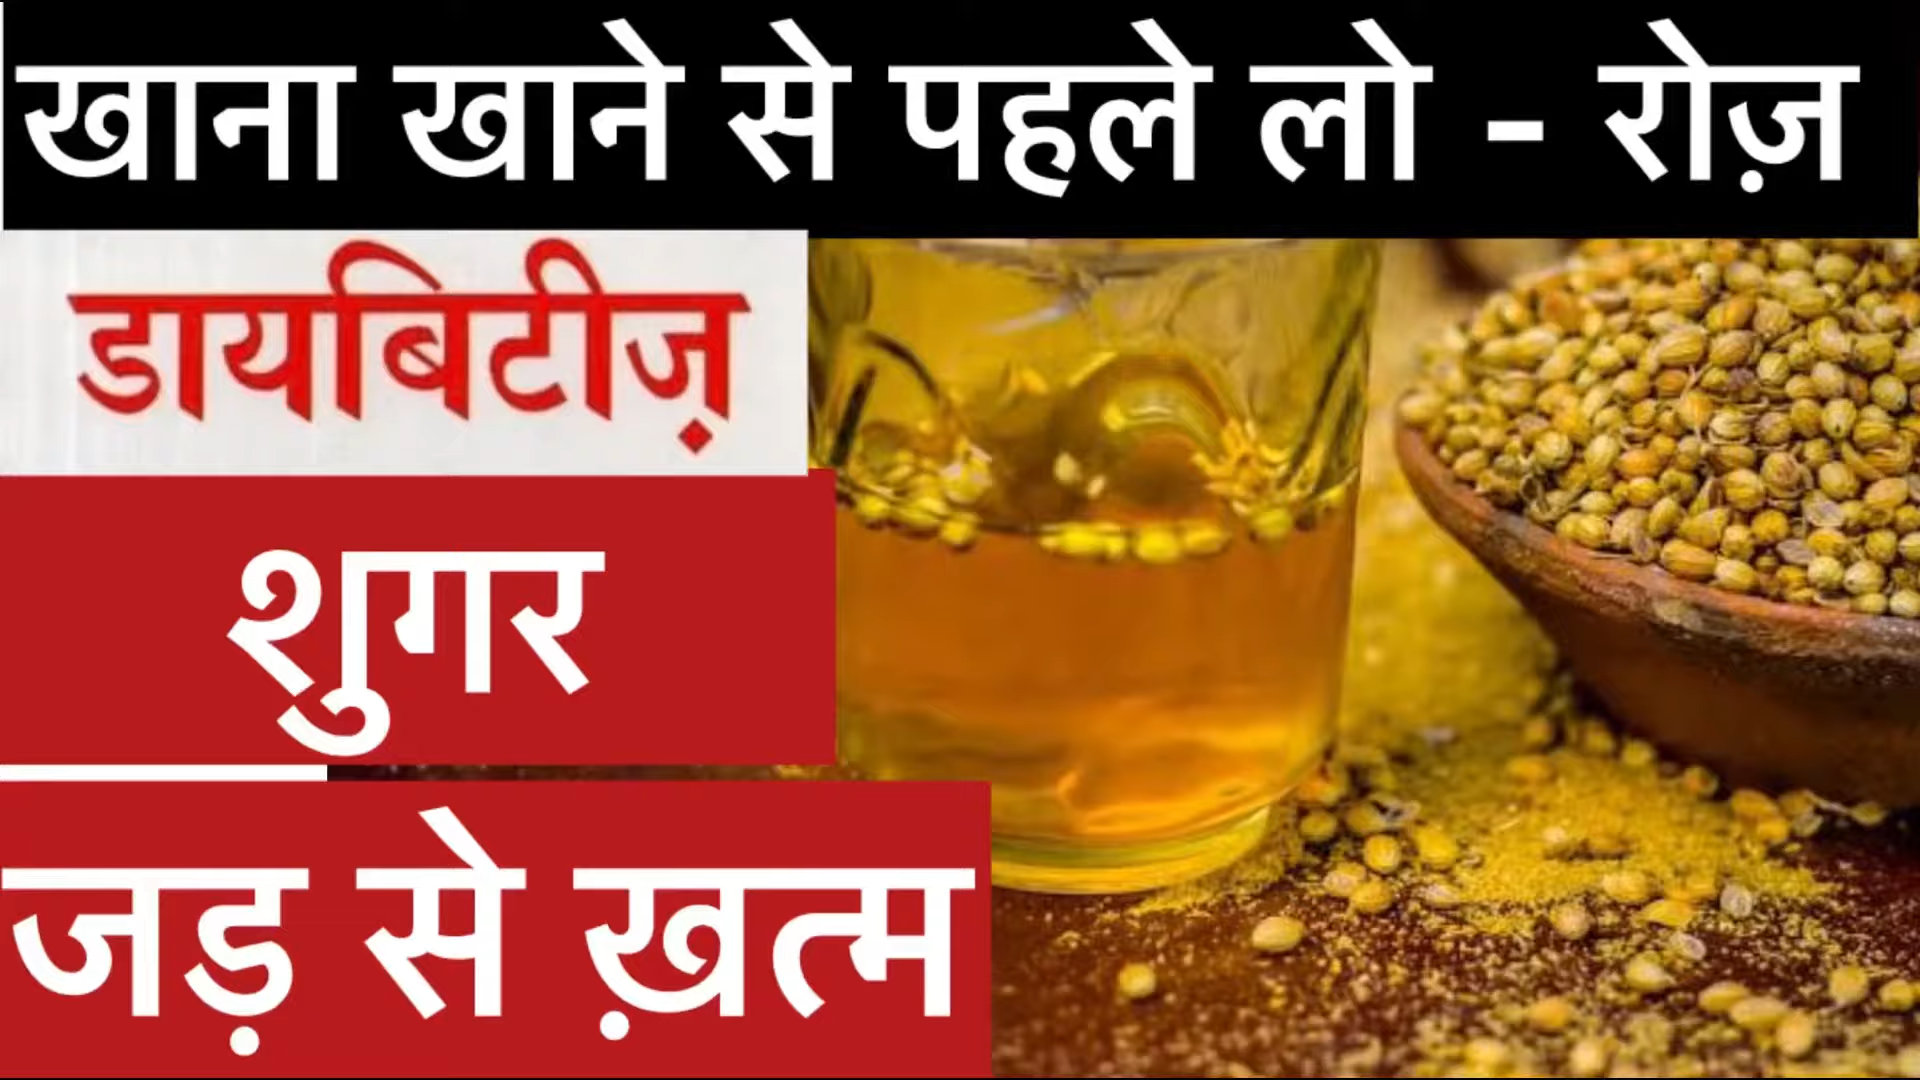 खाना खाने से पहले लो - रोज़
डायबिटीज़
शुगर
जड़ से ख़त्म